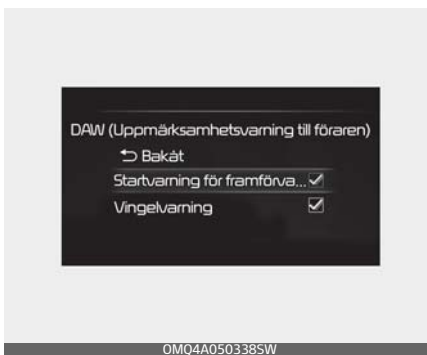 DAW (Uppmärksamhetsvarning till föraren)
Bakåt
Startvarning för framförva...
Vingelvarning
OMQ4A050338SW